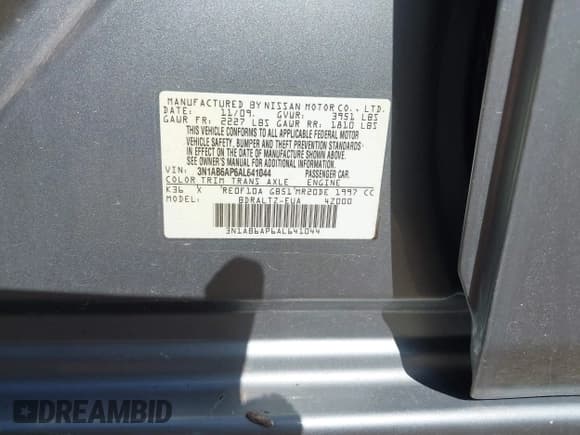 MANUFACTURED BY NISSAN MOTOR CO., LTD.
DATE: 11/09. GVWR: 3951 LBS
GAWR FR: 2227 LBS GAWR RR: 1810 LBS
THIS VEHICLE CONFORMS TO ALL APPLICABLE FEDERAL MOTOR
VEHICLE SAFETY, BUMPER AND THEFT PREVENTION STANDARDS
IN EFFECT ON THE DATE OF MANUFACTURE SHOWN ABOVE.
SEE OWNER'S MANUAL FOR ADDITIONAL INFORMATION.
VIN: 3N1AB6AP6AL641044 PASSENGER CAR.
COLOR TRIM TRANS AXLE ENGINE
K36 X RE0F10A GB51 MR20DE 1997 CC
MODEL: BDRALTZ-EUA 4Z000
3N1AB6AP6AL641044
DREAMBID